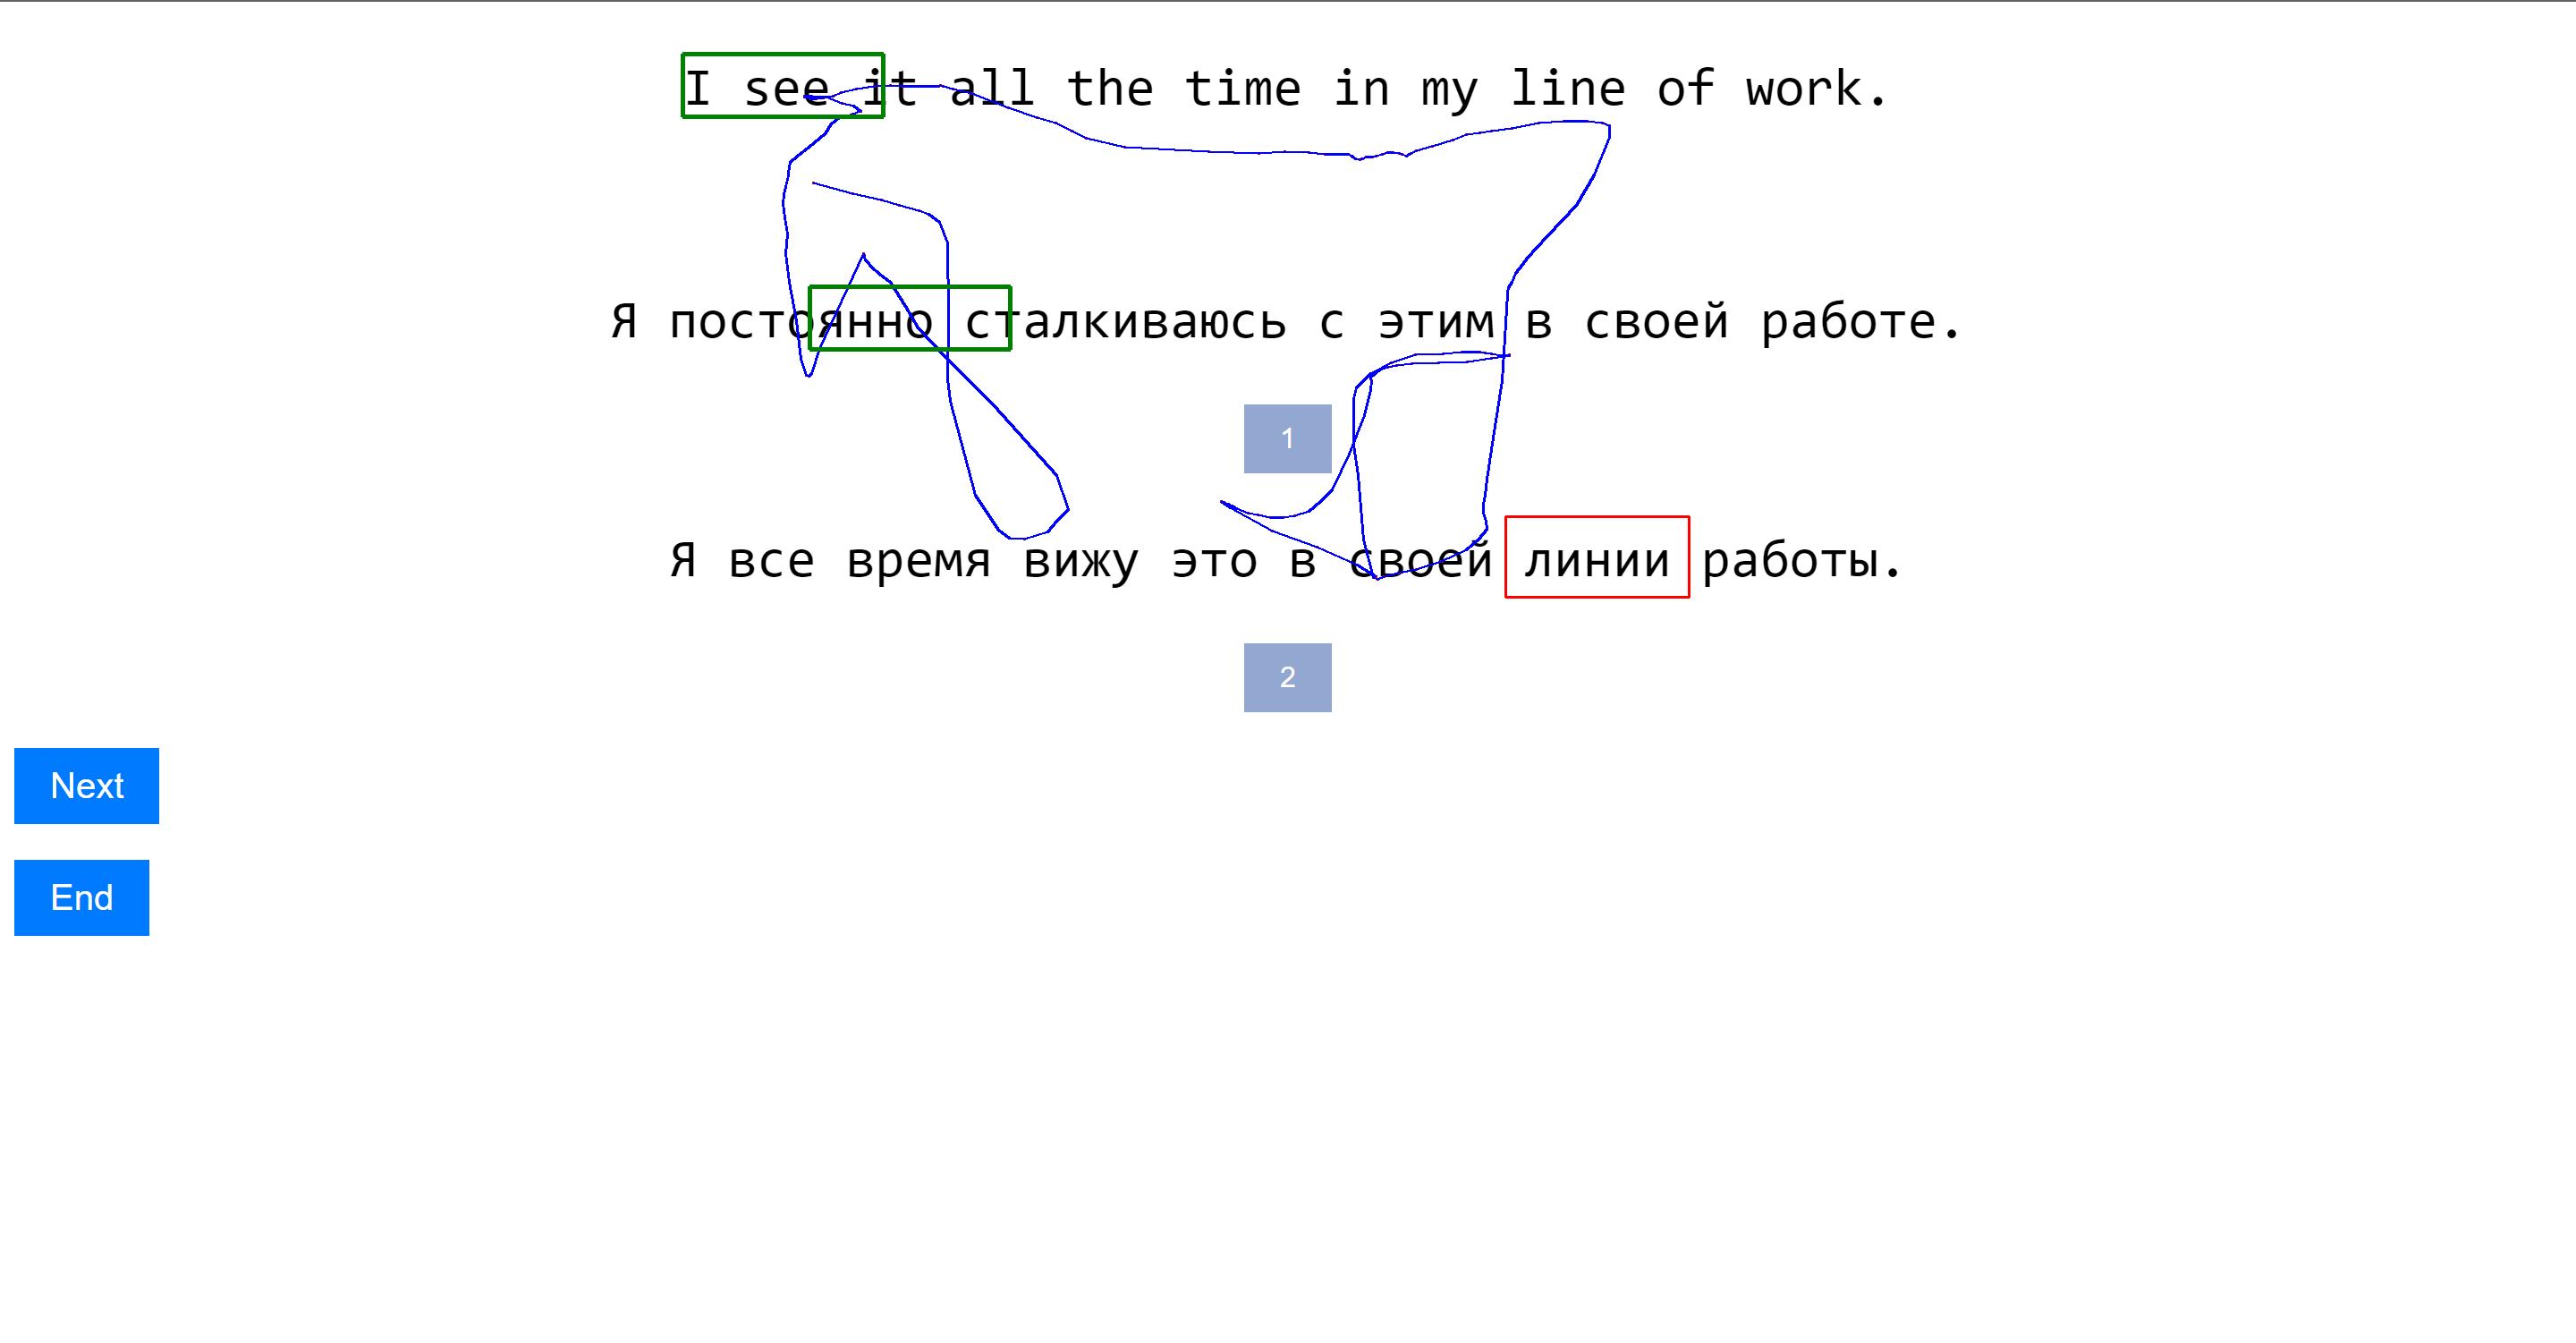 I see it all the time in my line of work.
Я постоянно сталкиваюсь с этим в своей работе.
1
Я все время вижу это в своей линии работы.
2
Next
End